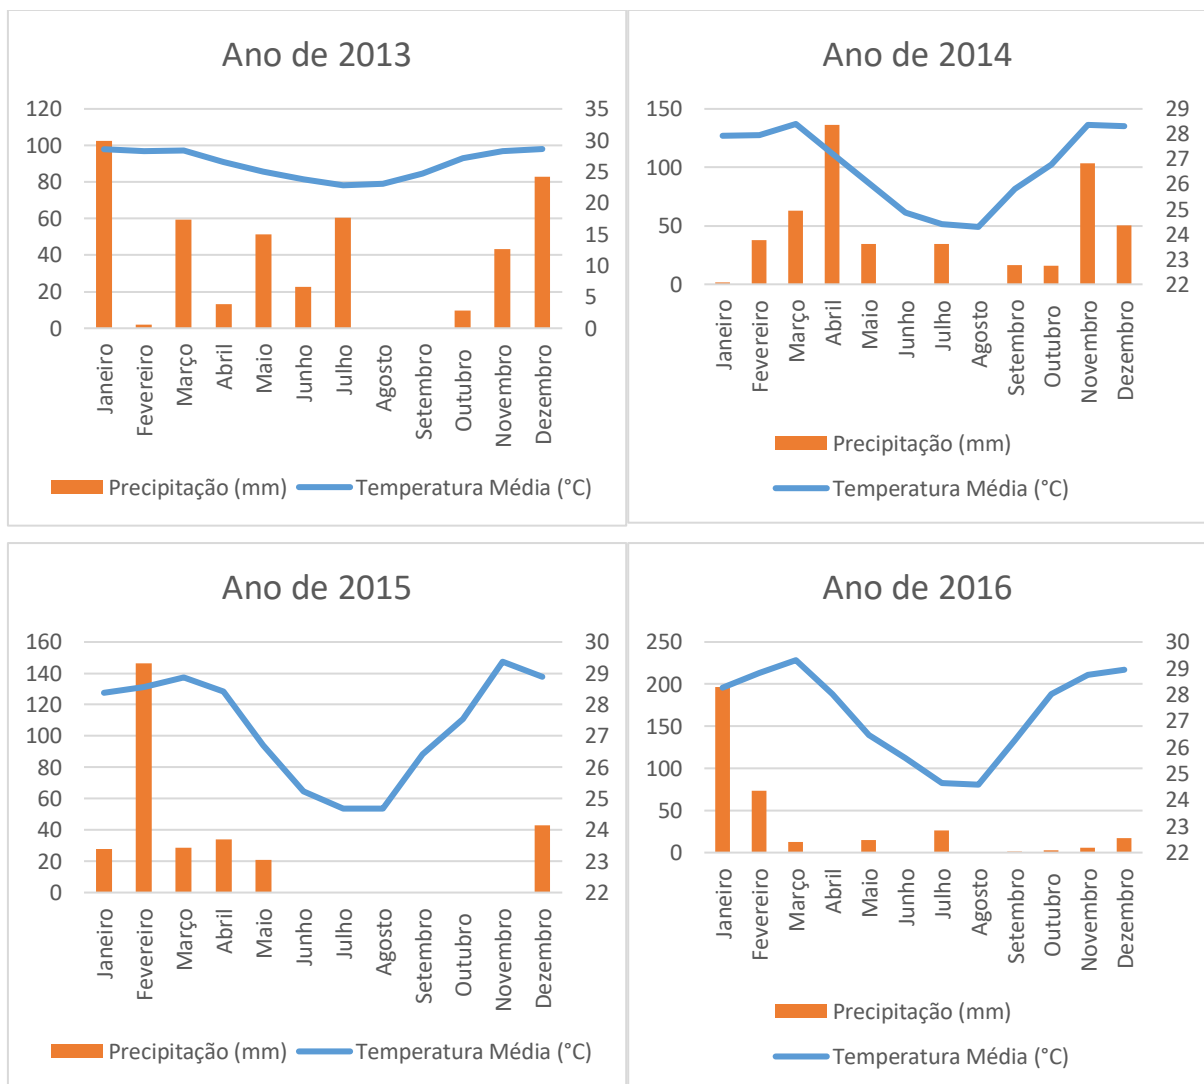 Ano de 2013
120
100
80
60
40
20
0
35
30
25
20
15
10
5
0
Janeiro
Fevereiro
Março
Abril
Maio
Junho
Julho
Agosto
Setembro
Outubro
Novembro
Dezembro
Precipitação (mm)
Temperatura Média (°C)
Ano de 2014
150
100
50
0
29
28
27
26
25
24
23
22
Janeiro
Fevereiro
Março
Abril
Maio
Junho
Julho
Agosto
Setembro
Outubro
Novembro
Dezembro
Precipitação (mm)
Temperatura Média (°C)
Ano de 2015
160
140
120
100
80
60
40
20
0
30
29
28
27
26
25
24
23
22
Janeiro
Fevereiro
Março
Abril
Maio
Junho
Julho
Agosto
Setembro
Outubro
Novembro
Dezembro
Precipitação (mm)
Temperatura Média (°C)
Ano de 2016
250
200
150
100
50
0
30
29
28
27
26
25
24
23
22
Janeiro
Fevereiro
Março
Abril
Maio
Junho
Julho
Agosto
Setembro
Outubro
Novembro
Dezembro
Precipitação (mm)
Temperatura Média (°C)